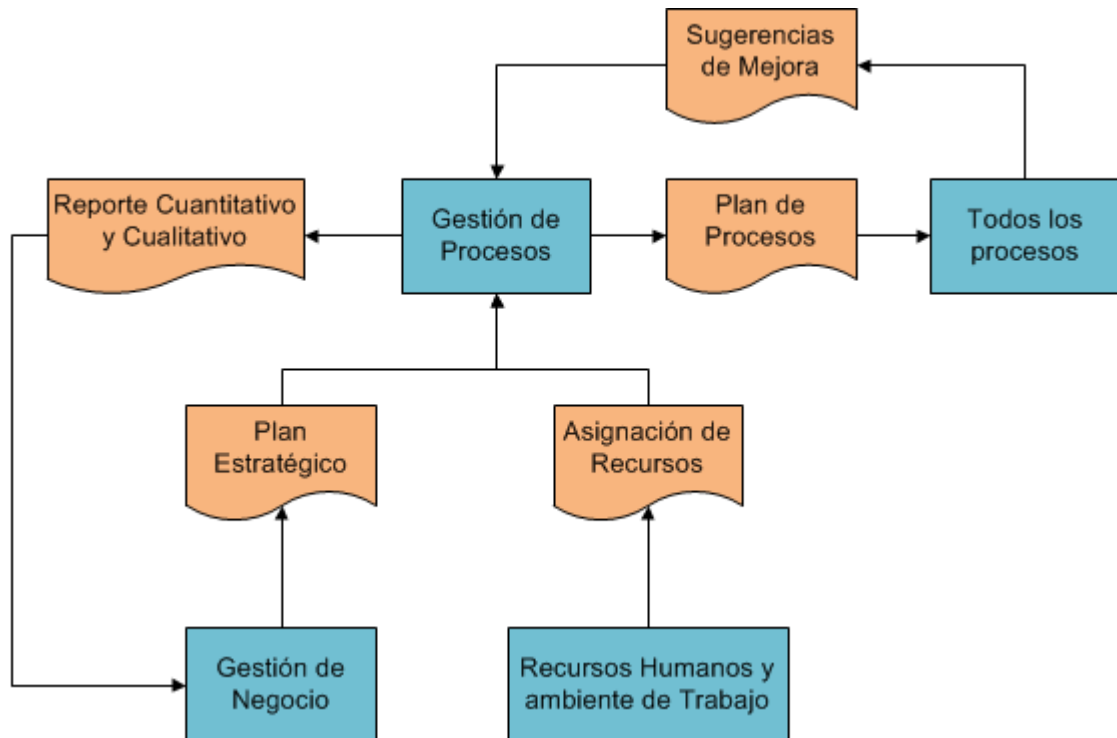 Sugerencias
de Mejora
Reporte Cuantitativo
y Cualitativo
Gestión de
Procesos
Plan de
Procesos
Todos los
procesos
Plan
Estratégico
Asignación de
Recursos
Gestión de
Negocio
Recursos Humanos y
ambiente de Trabajo